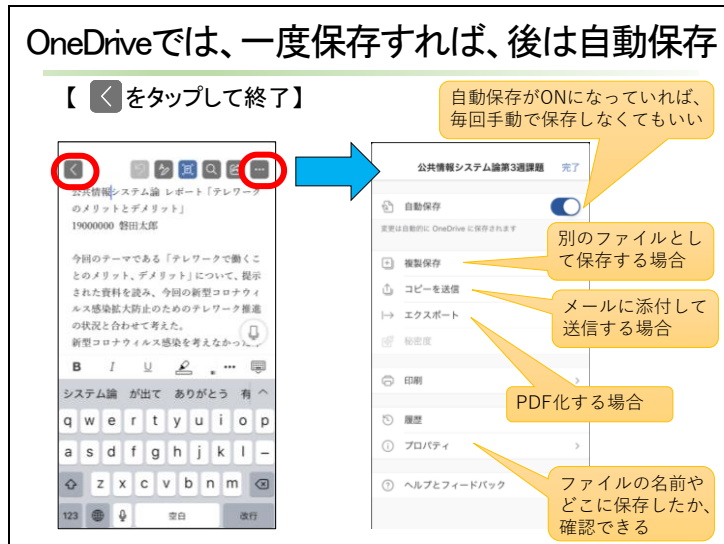 OneDriveでは、一度保存すれば、後は自動保存
【 < をタップして終了】
自動保存がONになっていれば、
毎回手動で保存しなくてもいい
公共情報システム論 レポート「テレワーク
のメリットとデメリット」
19000000 磐田太郎
今回のテーマである「テレワークで働くこ
とのメリット、デメリット」について、提示
された資料を読み、今回の新型コロナウィ
ルス感染拡大防止のためのテレワーク推進
の状況と合わせて考えた。
新型コロナウィルス感染を考えなかった
B I U
システム論 が出て ありがとう 有
q w e r t y u i o p
a s d f g h j k l ー
z x c v b n m
123 空白 改行
公共情報システム論第3週課題 完了
自動保存
変更は自動的に OneDrive に保存されます
複製保存
コピーを送信
エクスポート
秘密度
印刷
履歴
プロパティ
ヘルプとフィードバック
別のファイルとし
て保存する場合
メールに添付して
送信する場合
PDF化する場合
ファイルの名前や
どこに保存したか、
確認できる